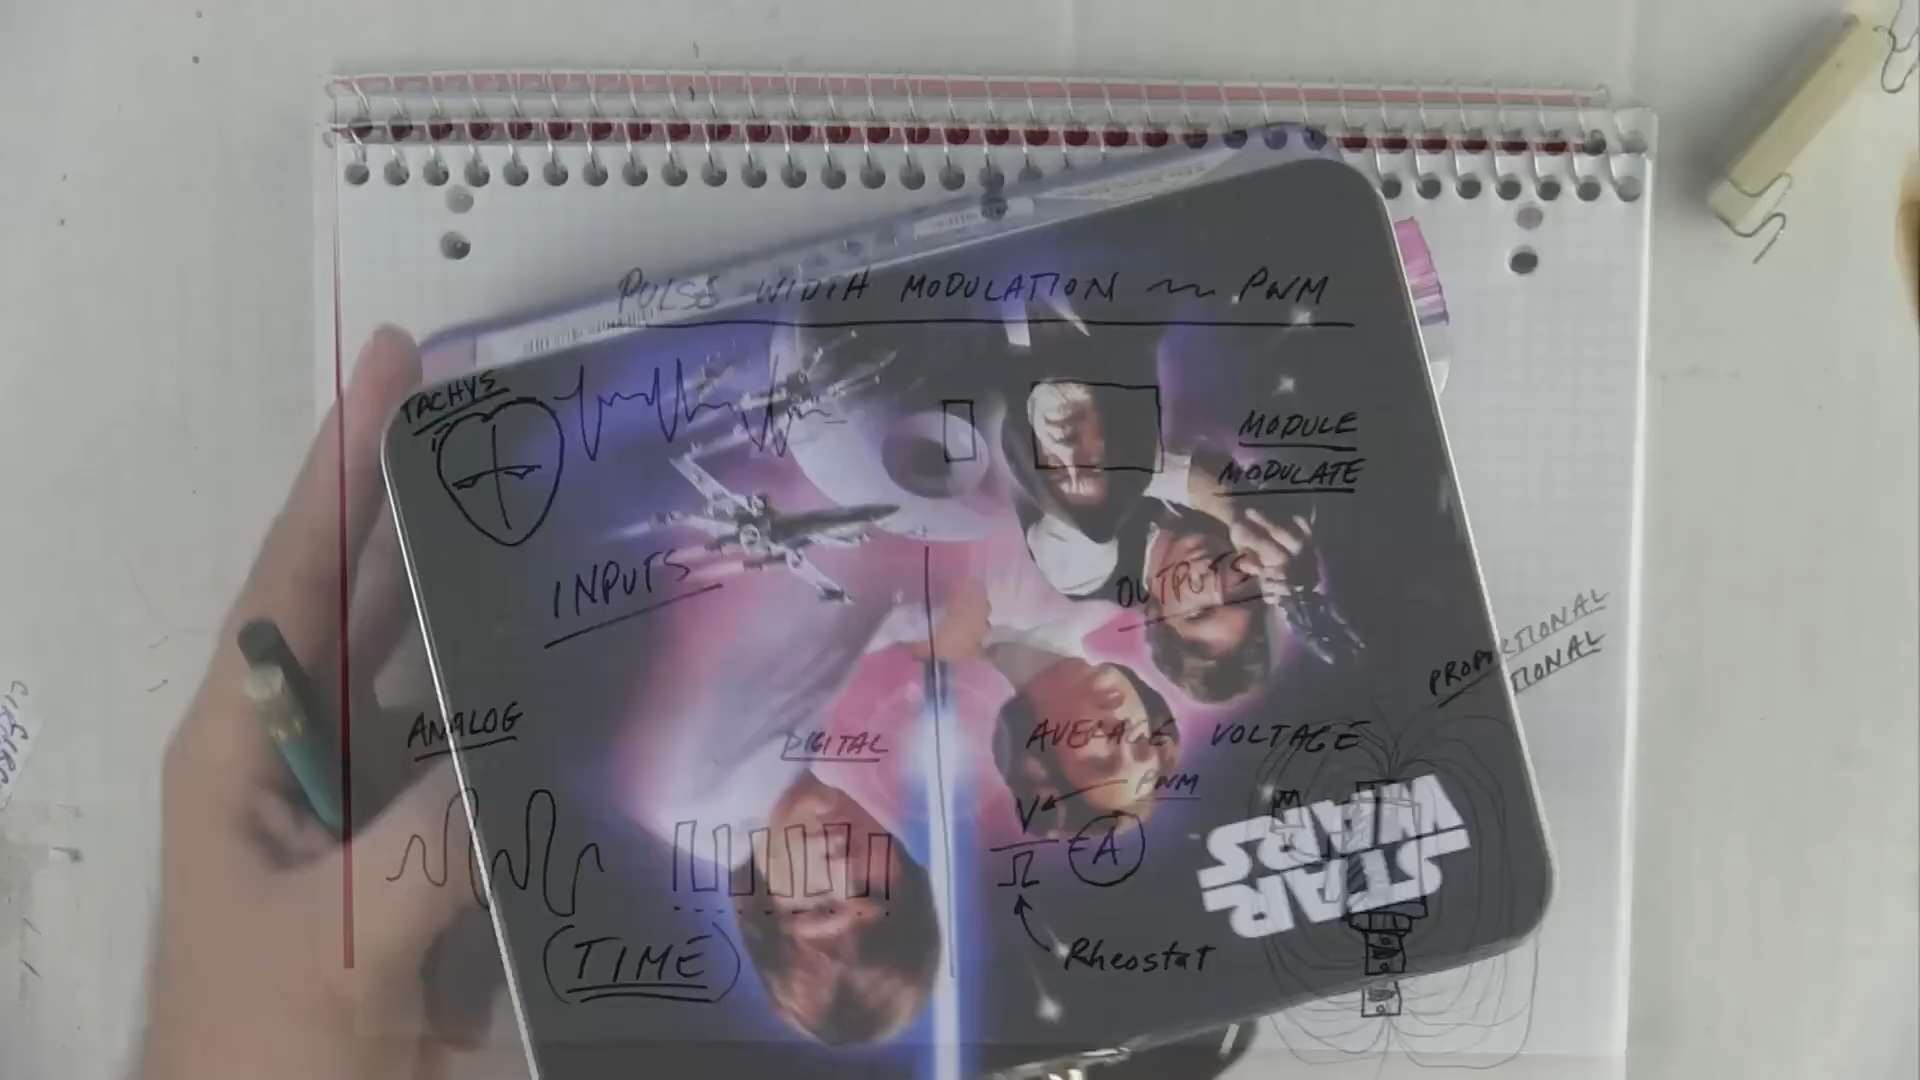 PULSE WIDTH MODULATION ~ PWM
TACHYS
MODULE
MODULATE
INPUTS
OUTPUTS
PROPORTIONAL
TIONAL
ANALOG
DIGITAL
AVERAGE VOLTAGE
PWM
V
Ω
= A
STAR
WARS
(TIME)
Rheostat